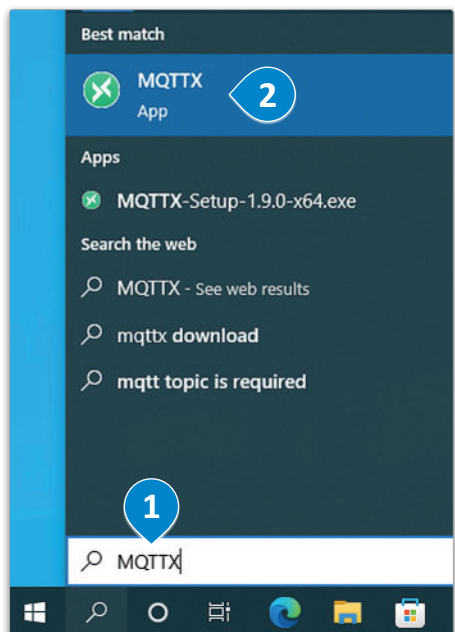 Best match
MQTTX
App
2
Apps
MQTTX-Setup-1.9.0-x64.exe
Search the web
MQTTX - See web results
mqttx download
mqtt topic is required
1
MQTTX